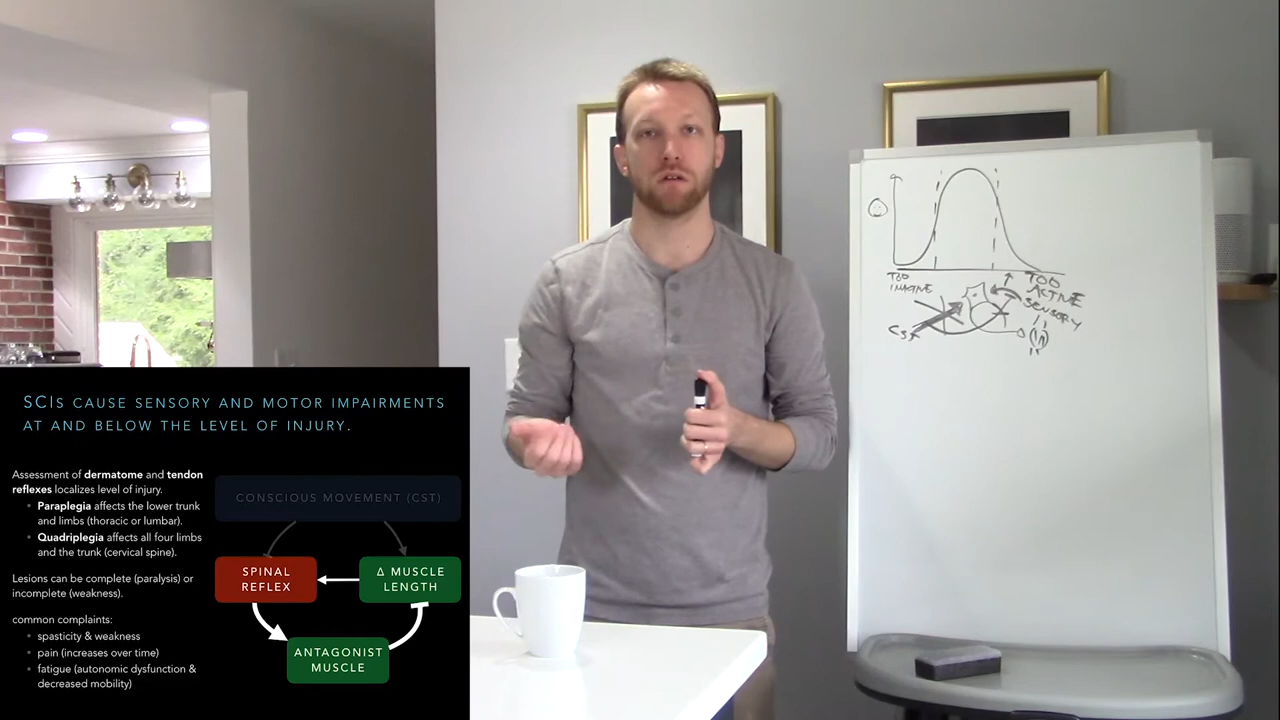 SCIS CAUSE SENSORY AND MOTOR IMPAIRMENTS
AT AND BELOW THE LEVEL OF INJURY.
Assessment of dermatome and tendon
reflexes localizes level of injury.
• Paraplegia affects the lower trunk
and limbs (thoracic or lumbar).
• Quadriplegia affects all four limbs
and the trunk (cervical spine).
Lesions can be complete (paralysis) or
incomplete (weakness).
common complaints:
• spasticity & weakness
• pain (increases over time)
• fatigue (autonomic dysfunction &
decreased mobility)
CONSCIOUS MOVEMENT (CST)
SPINAL
REFLEX
Δ MUSCLE
LENGTH
ANTAGONIST
MUSCLE
TOO
TOO
ACTIVE
SENSORY